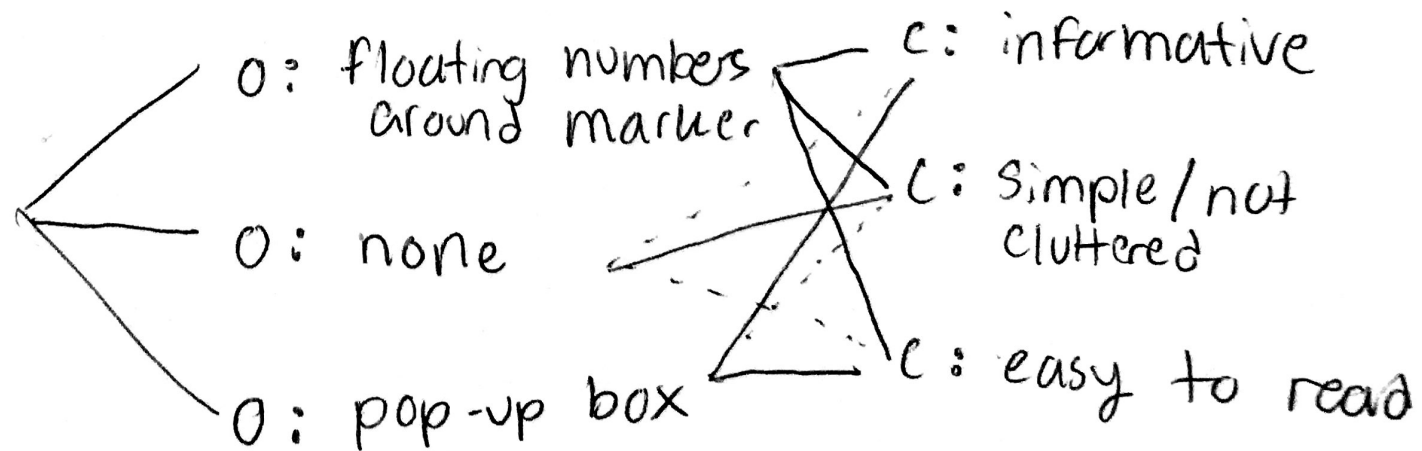 O: floating numbers
around marker
O: none
O: pop-up box
C: informative
C: simple/not
cluttered
C: easy to read